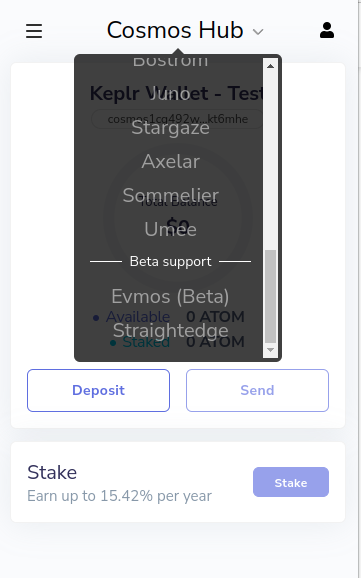 Cosmos Hub
Bostrom
Keplr Wallet - Test
Juno
cosmos1cg492w...kt6mhe
Stargaze
Axelar
Sommelier
Total Balance
$0
Umee
Beta support
Evmos (Beta)
Available 0 ATOM
Straightedge
Staked 0 ATOM
Deposit
Send
Stake
Earn up to 15.42% per year
Stake